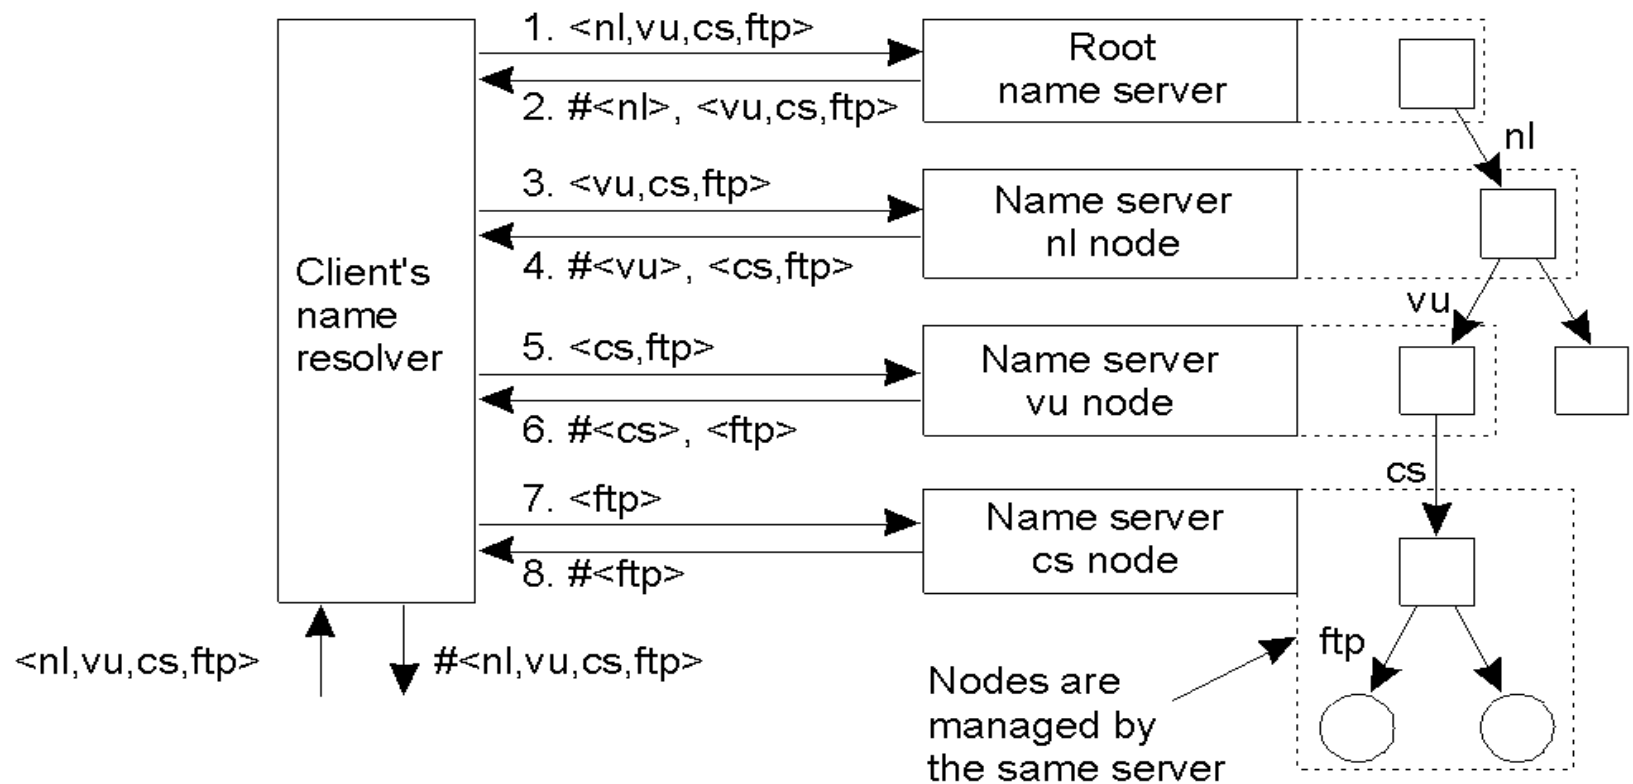 1. <nl,vu,cs,ftp>
Root
name server
2. #<nl>, <vu,cs,ftp>
nl
3. <vu,cs,ftp>
Name server
nl node
4. #<vu>, <cs,ftp>
Client's
name
resolver
vu
5. <cs,ftp>
Name server
vu node
6. #<cs>, <ftp>
cs
7. <ftp>
Name server
cs node
8. #<ftp>
<nl,vu,cs,ftp>
#<nl,vu,cs,ftp>
ftp
Nodes are
managed by
the same server